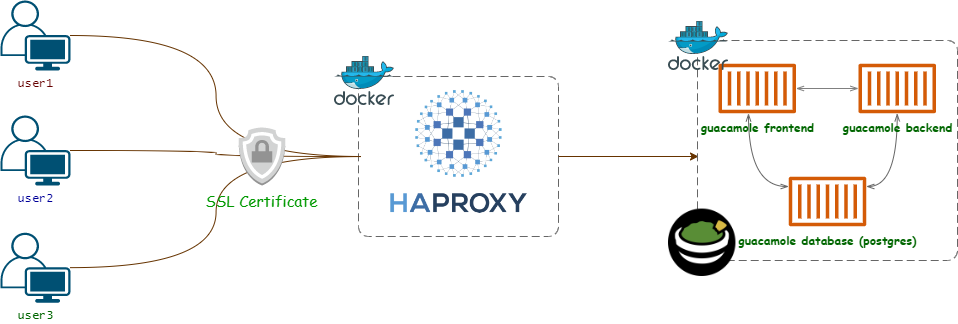 user1
user2
user3
SSL Certificate
docker
HAPROXY
docker
guacamole frontend
guacamole backend
guacamole database (postgres)